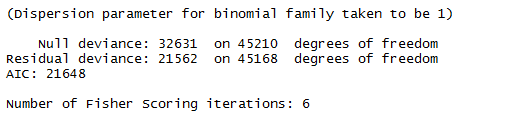 (Dispersion parameter for binomial family taken to be 1)
Null deviance: 32631 on 45210 degrees of freedom
Residual deviance: 21562 on 45168 degrees of freedom
AIC: 21648
Number of Fisher Scoring iterations: 6